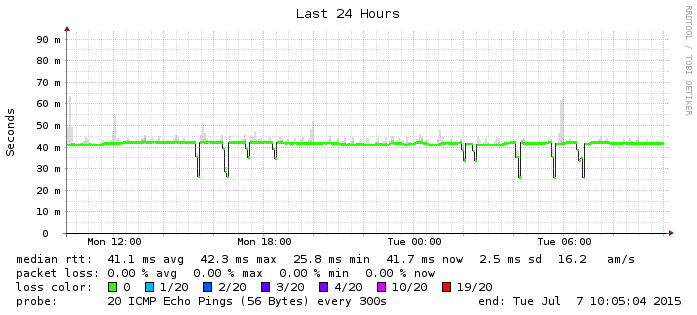 Last 24 Hours
RRDTOOL / TOBI OETIKER
Seconds
90 m
80 m
70 m
60 m
50 m
40 m
30 m
20 m
10 m
0
Mon 12:00 Mon 18:00 Tue 00:00 Tue 06:00
median rtt: 41.1 ms avg 42.3 ms max 25.8 ms min 41.7 ms now 2.5 ms sd 16.2 am/s
packet loss: 0.00 % avg 0.00 % max 0.00 % min 0.00 % now
loss color: 0 1/20 2/20 3/20 4/20 10/20 19/20
probe: 20 ICMP Echo Pings (56 Bytes) every 300s end: Tue Jul 7 10:05:04 2015